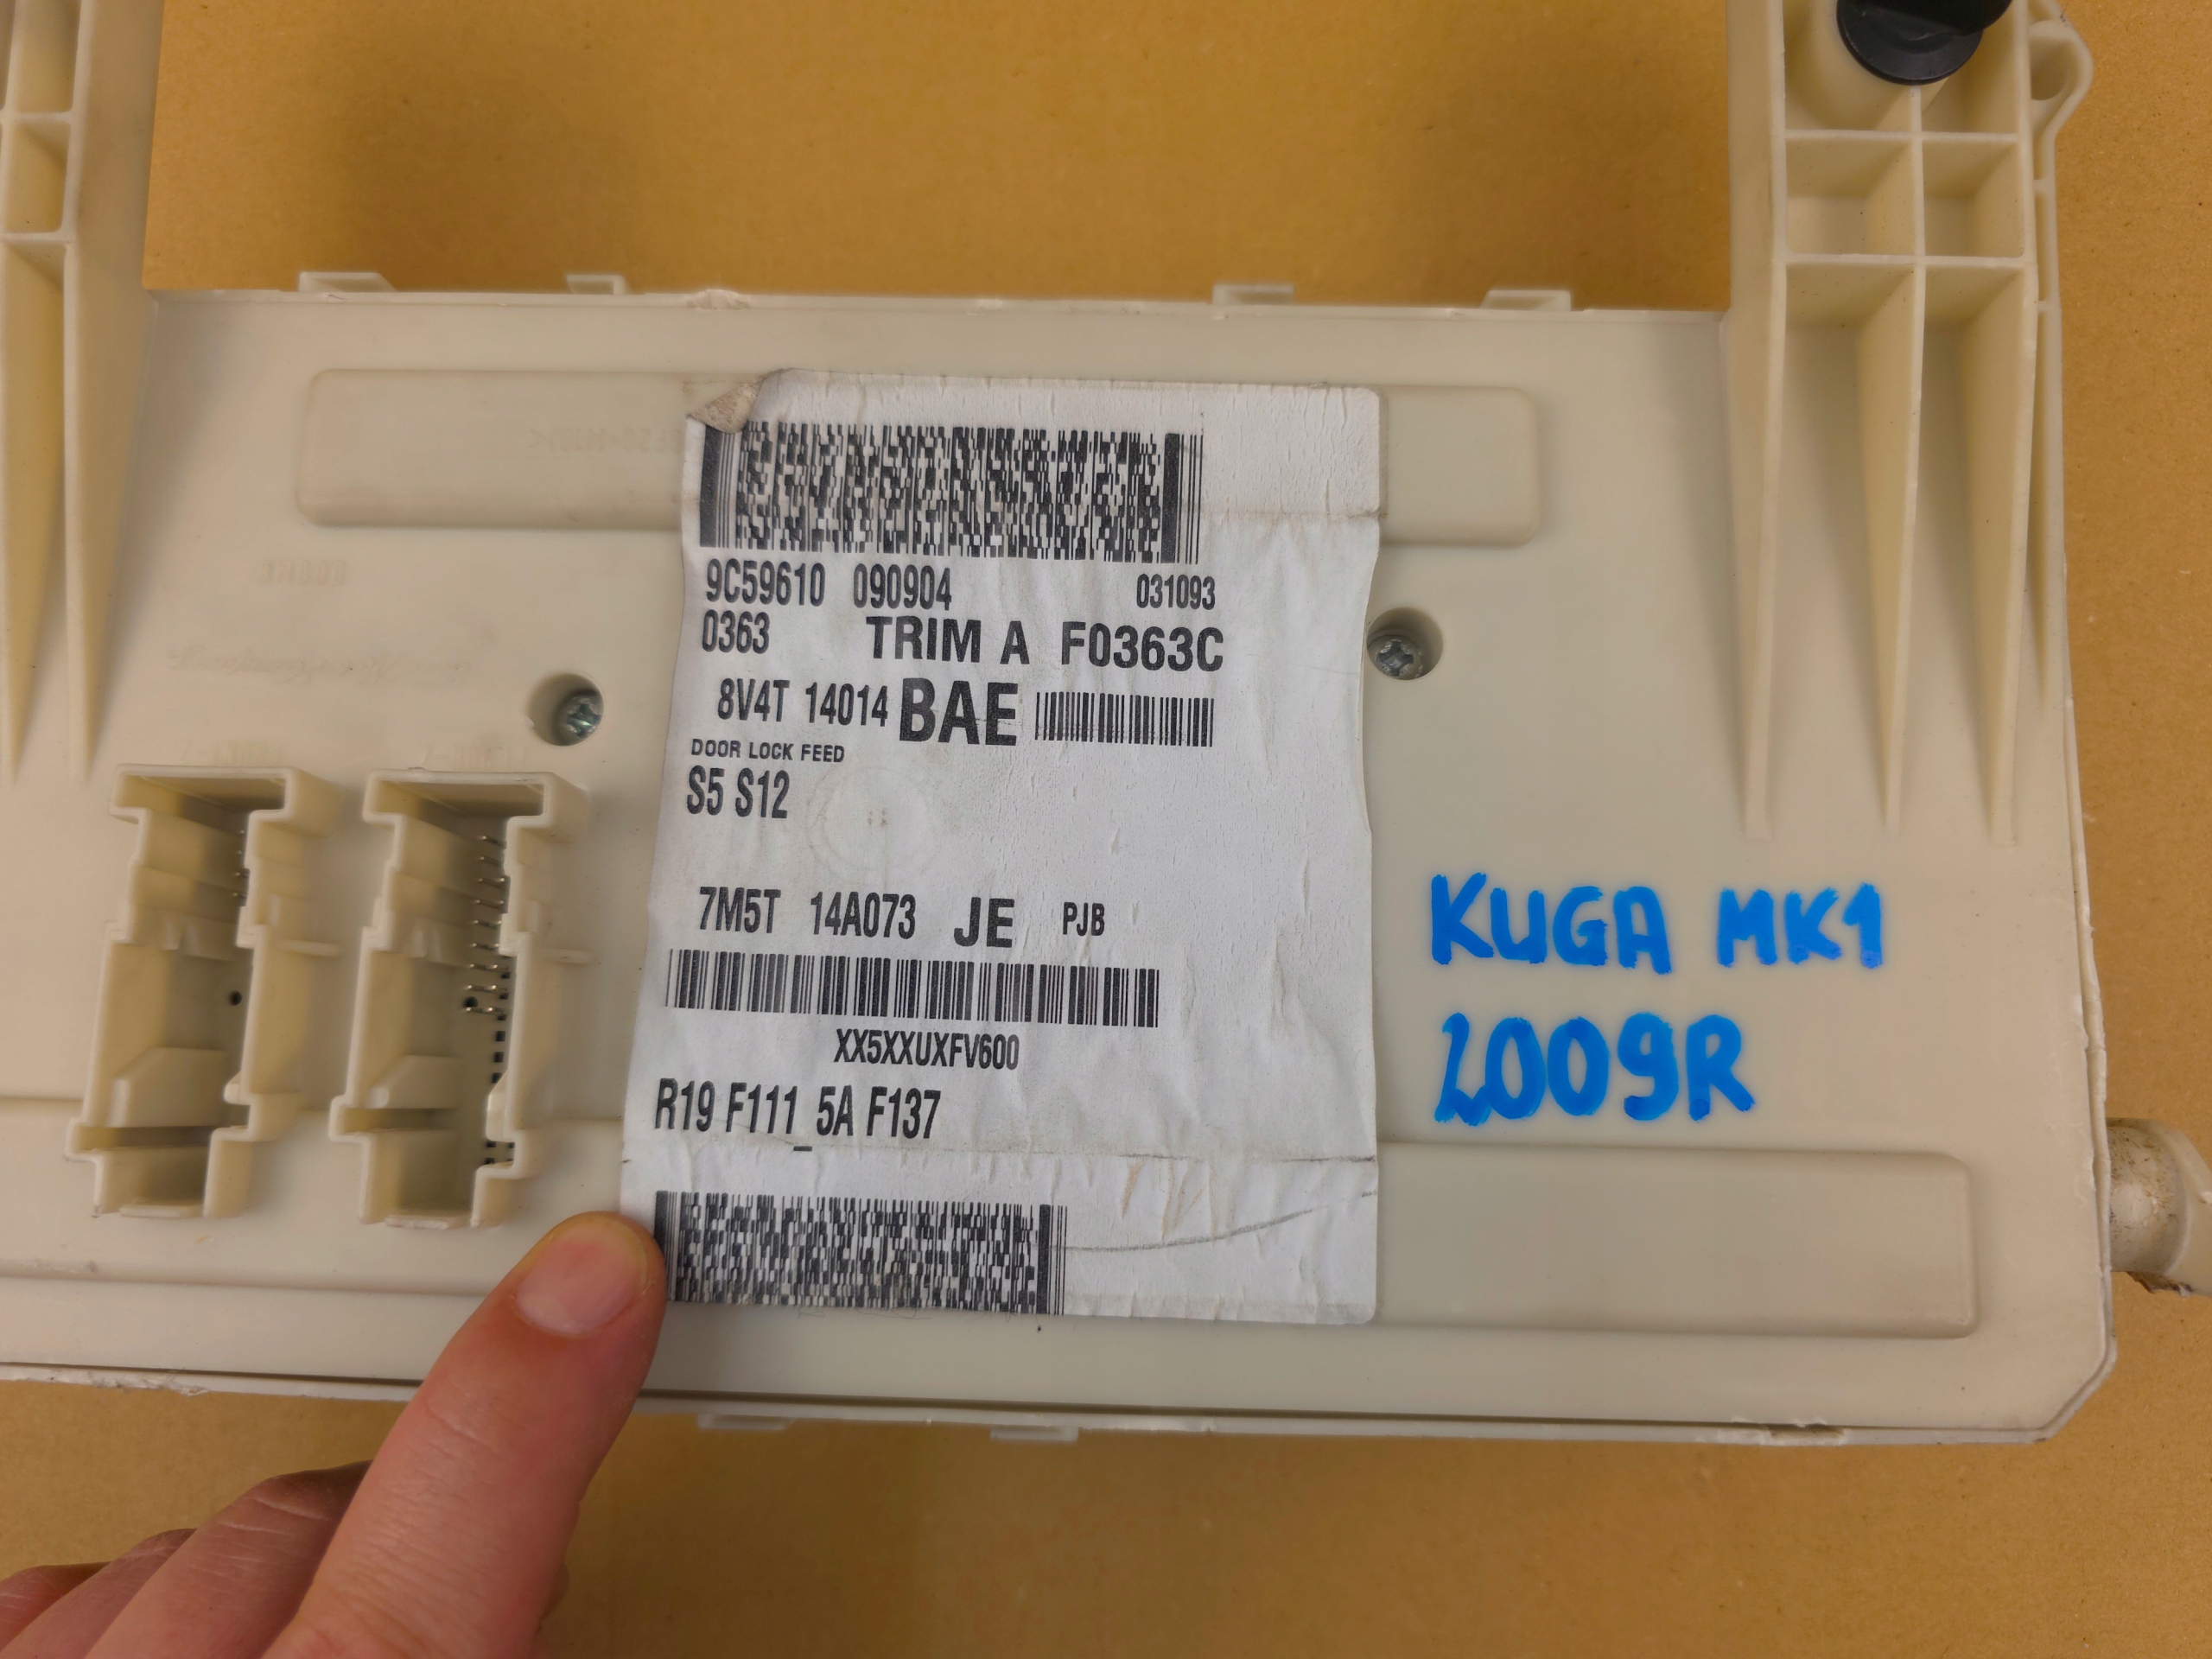 9C59610 090904 031093
0363 TRIM A F0363C
8V4T 14014 BAE
DOOR LOCK FEED
S5 S12
7M5T 14A073 JE PJB
XX5XXUXFV600
R19 F111_5A F137
KUGA MK1
2009R